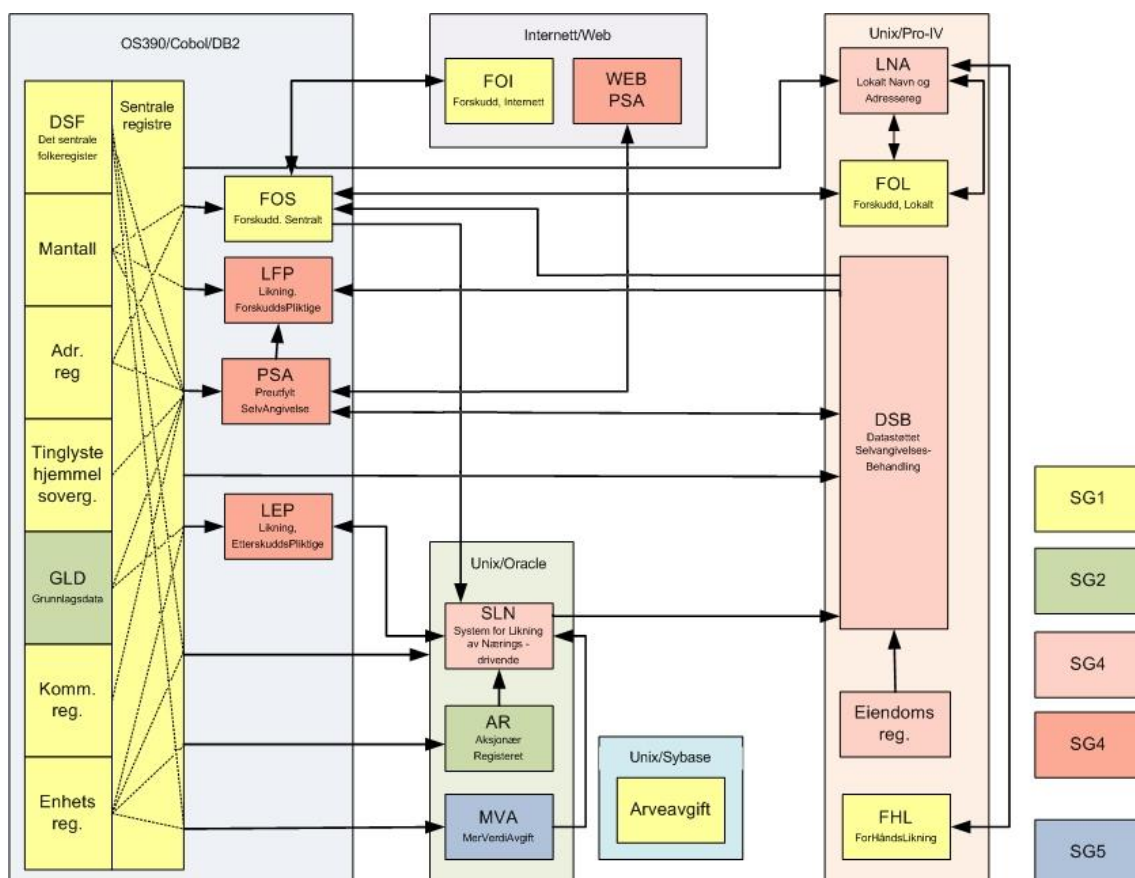 OS390/Cobol/DB2
DSF
Det sentrale
folkeregister
Mantall
Adr.
reg
Tinglyste
hjemmel
soverg.
GLD
Grunnlagsdata
Komm.
reg.
Enhets
reg.
Sentrale
registre
FOS
Forskudd. Sentralt
LFP
Likning.
ForskuddsPliktige
PSA
Preutfylt
SelvAngivelse
LEP
Likning,
EtterskuddsPliktige
Internett/Web
FOI
Forskudd, Internett
WEB
PSA
Unix/Oracle
SLN
System for Likning
av Nærings -
drivende
AR
Aksjonær
Registeret
MVA
MerVerdiAvgift
Unix/Sybase
Arveavgift
Unix/Pro-IV
LNA
Lokalt Navn og
Adressereg
FOL
Forskudd, Lokalt
DSB
Datastøttet
Selvangivelses-
Behandling
Eiendoms
reg.
FHL
ForHåndsLikning
SG1
SG2
SG4
SG4
SG5